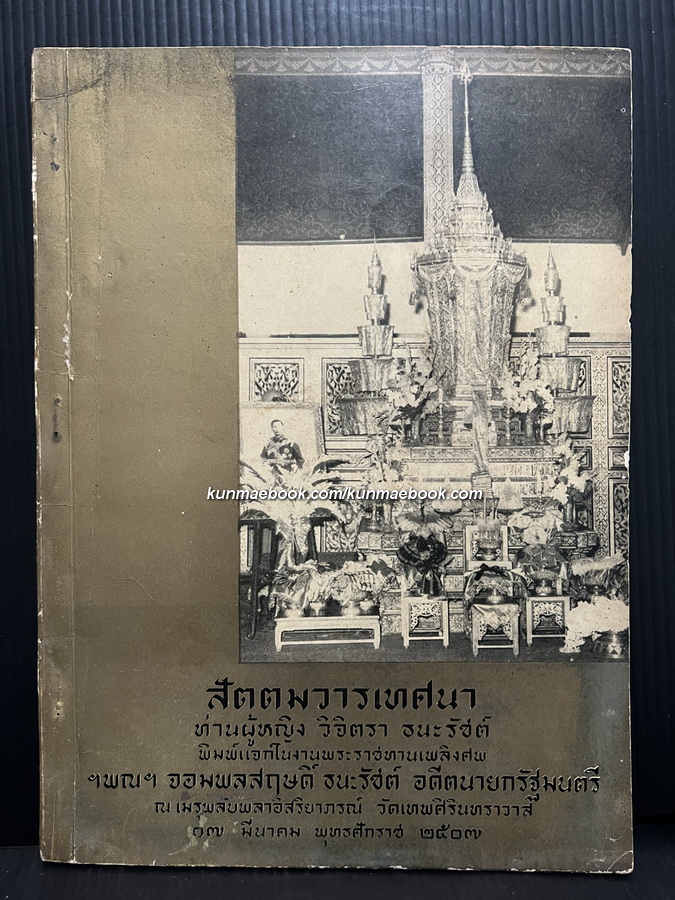 kunmaebook.com/kunmaebook.com
สัตตมวารเทศนา
ท่านผู้หญิง วิจิตรา ธนะรัชต์
พิมพ์แจกในงานพระราชทานเพลิงศพ
ฯพณฯ จอมพลสฤษดิ์ ธนะรัชต์ อดีตนายกรัฐมนตรี
ณ เมรุพลับพลาอิสริยาภรณ์ วัดเทพศิรินทราวาส
๑๗ มีนาคม พุทธศักราช ๒๕๐๗